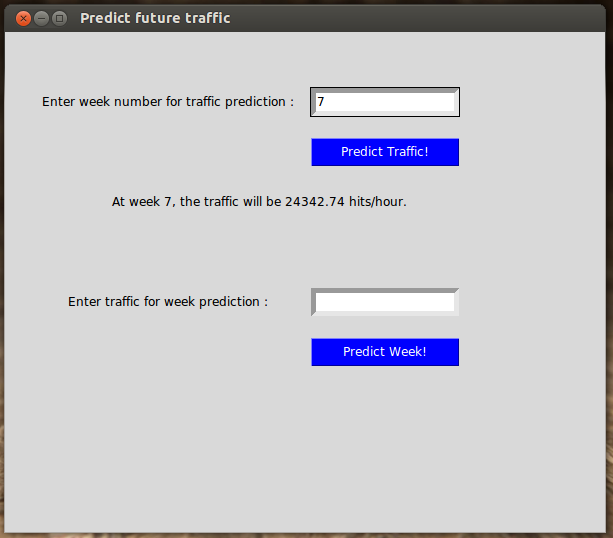 Predict future traffic
Enter week number for traffic prediction : 7
Predict Traffic!
At week 7, the traffic will be 24342.74 hits/hour.
Enter traffic for week prediction :
Predict Week!